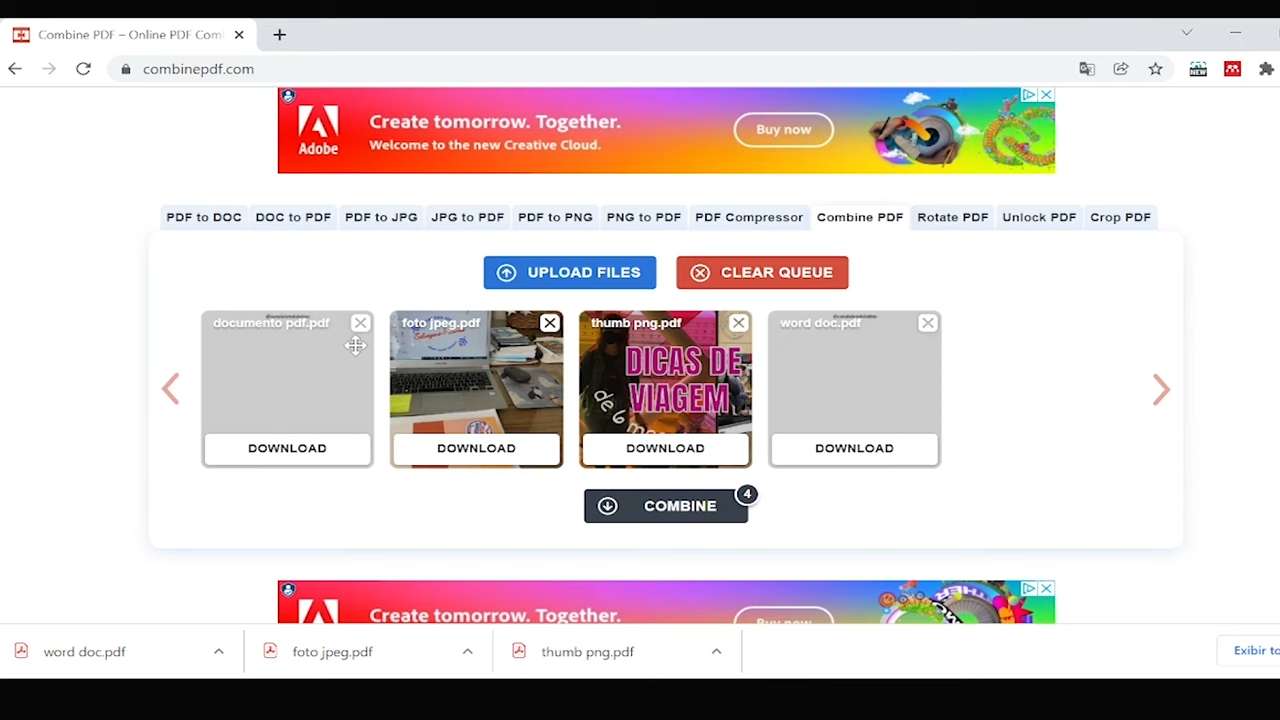 Combine PDF – Online PDF Com
combinepdf.com
NEW
Adobe
Create tomorrow. Together.
Welcome to the new Creative Cloud.
Buy now
PDF to DOC
DOC to PDF
PDF to JPG
JPG to PDF
PDF to PNG
PNG to PDF
PDF Compressor
Combine PDF
Rotate PDF
Unlock PDF
Crop PDF
UPLOAD FILES
CLEAR QUEUE
documento pdf.pdf
foto jpeg.pdf
thumb png.pdf
word doc.pdf
DICAS DE
VIAGEM
DOWNLOAD
DOWNLOAD
DOWNLOAD
DOWNLOAD
COMBINE
4
Create tomorrow. Together.
Buy now
word doc.pdf
foto jpeg.pdf
thumb png.pdf
Exibir to